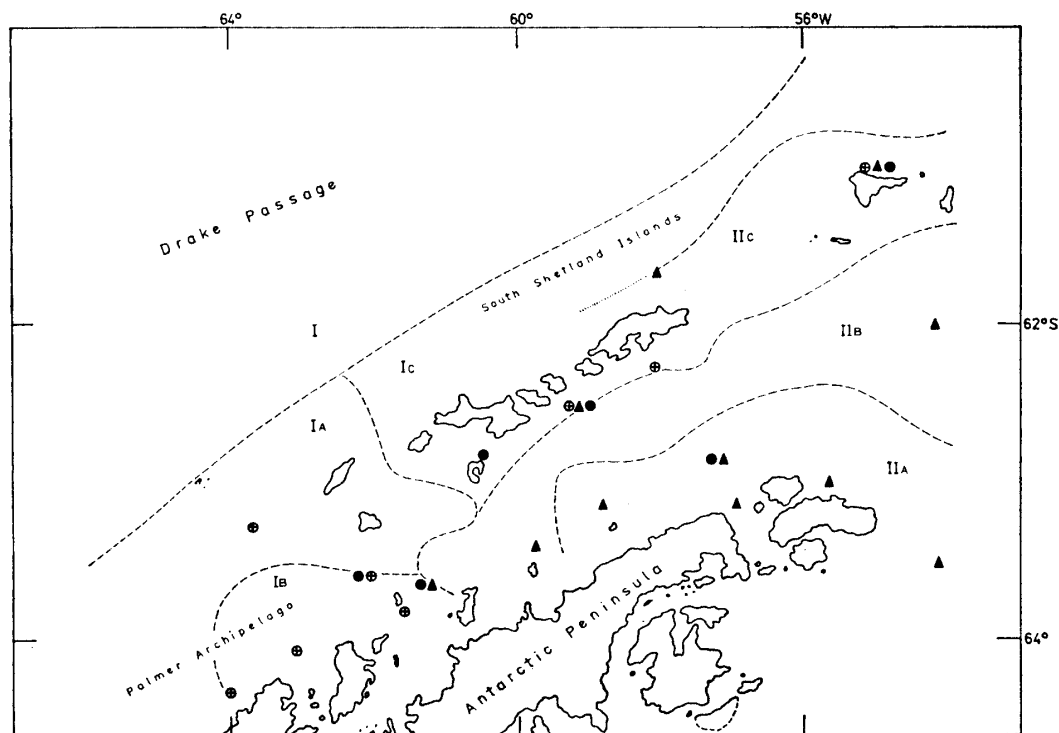 64°
60°
56°W
Drake Passage
South Shetland Islands
IIC
62°S
I
IIB
IC
IA
IIA
IB
Palmer Archipelago
Antarctic Peninsula
64°